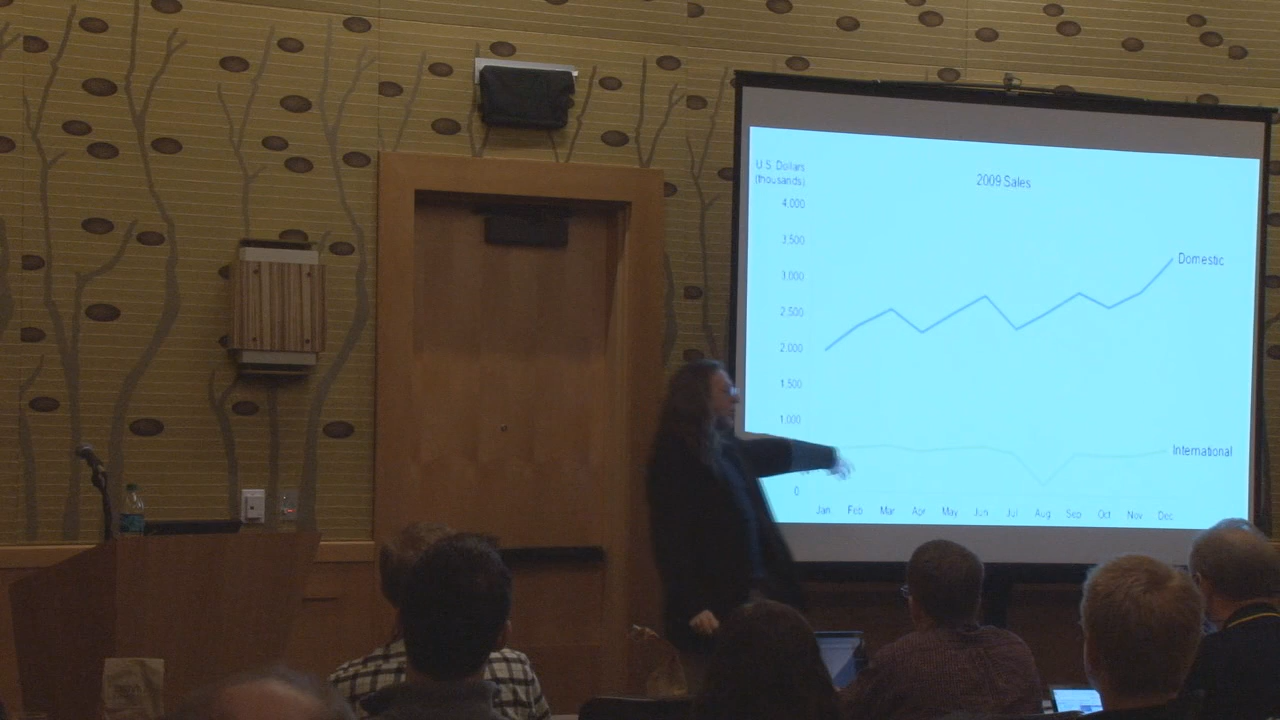 U.S. Dollars
(thousands)
2009 Sales
4,000
3,500
3,000
2,500
2,000
1,500
1,000
0
Domestic
International
Jan Feb Mar Apr May Jun Jul Aug Sep Oct Nov Dec